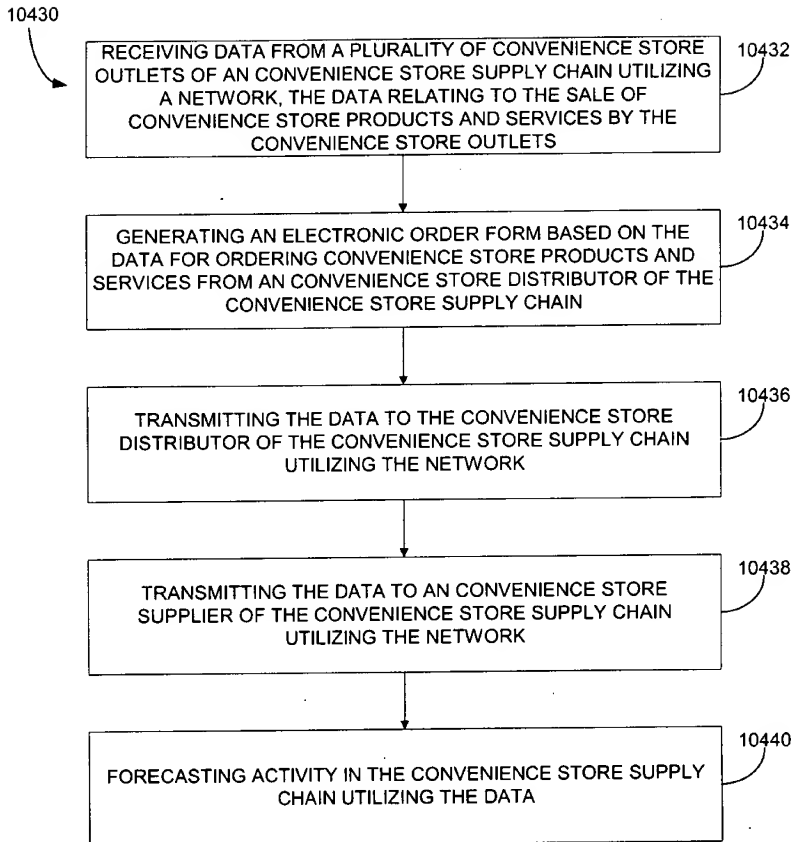 10430
RECEIVING DATA FROM A PLURALITY OF CONVENIENCE STORE
OUTLETS OF AN CONVENIENCE STORE SUPPLY CHAIN UTILIZING
A NETWORK, THE DATA RELATING TO THE SALE OF
CONVENIENCE STORE PRODUCTS AND SERVICES BY THE
CONVENIENCE STORE OUTLETS
10432
GENERATING AN ELECTRONIC ORDER FORM BASED ON THE
DATA FOR ORDERING CONVENIENCE STORE PRODUCTS AND
SERVICES FROM AN CONVENIENCE STORE DISTRIBUTOR OF THE
CONVENIENCE STORE SUPPLY CHAIN
10434
TRANSMITTING THE DATA TO THE CONVENIENCE STORE
DISTRIBUTOR OF THE CONVENIENCE STORE SUPPLY CHAIN
UTILIZING THE NETWORK
10436
TRANSMITTING THE DATA TO AN CONVENIENCE STORE
SUPPLIER OF THE CONVENIENCE STORE SUPPLY CHAIN
UTILIZING THE NETWORK
10438
FORECASTING ACTIVITY IN THE CONVENIENCE STORE SUPPLY
CHAIN UTILIZING THE DATA
10440